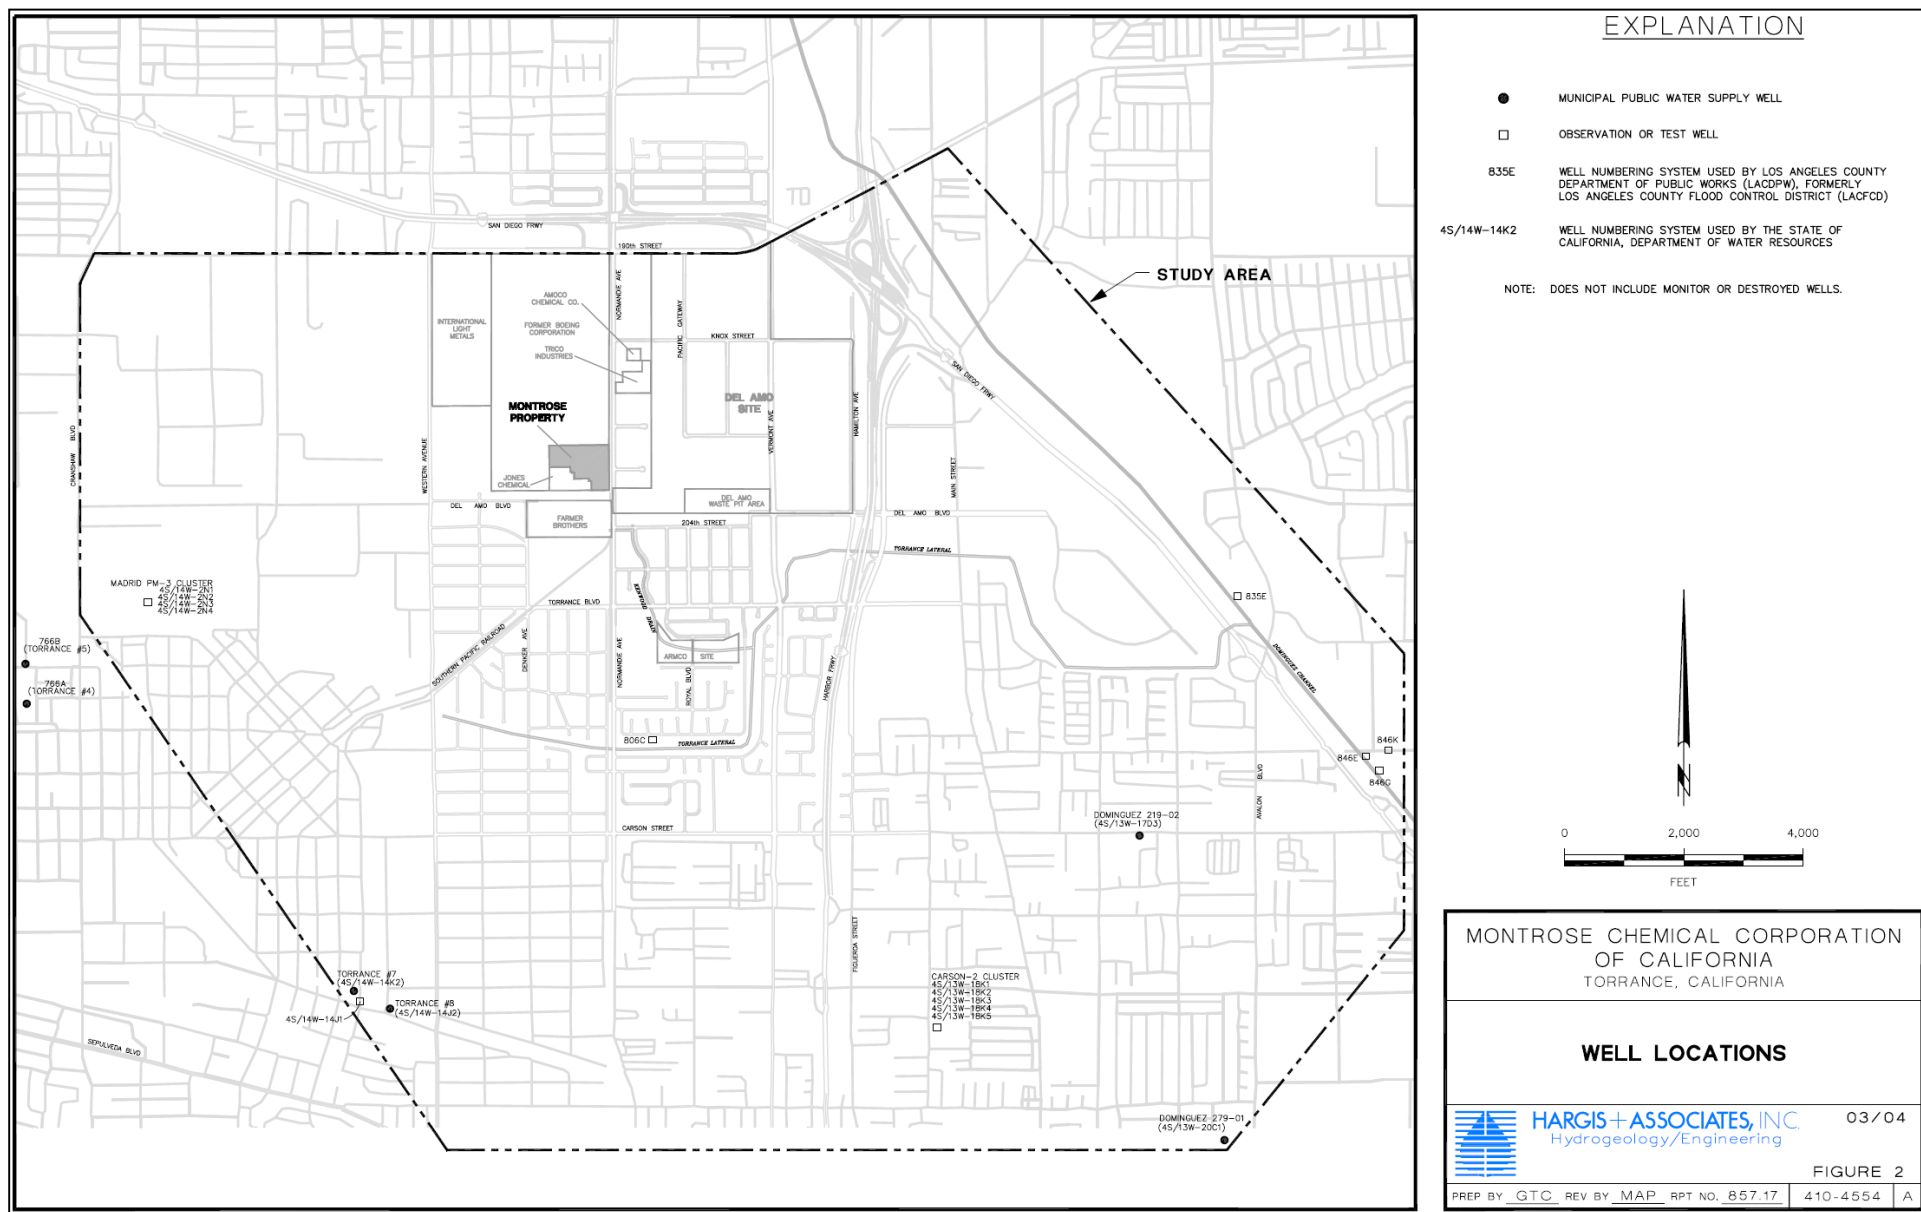 EXPLANATION
MUNICIPAL PUBLIC WATER SUPPLY WELL
OBSERVATION OR TEST WELL
835E
WELL NUMBERING SYSTEM USED BY LOS ANGELES COUNTY
DEPARTMENT OF PUBLIC WORKS (LACDPW), FORMERLY
LOS ANGELES COUNTY FLOOD CONTROL DISTRICT (LACFCD)
4S/14W-14K2
WELL NUMBERING SYSTEM USED BY THE STATE OF
CALIFORNIA, DEPARTMENT OF WATER RESOURCES
NOTE: DOES NOT INCLUDE MONITOR OR DESTROYED WELLS.
STUDY AREA
SAN DIEGO FRWY
190th STREET
NORMANDIE AVE
AMOCO
CHEMICAL CO.
INTERNATIONAL
LIGHT
METALS
FORMER BOEING
CORPORATION
TRICO
INDUSTRIES
PACIFIC GATEWAY
KNOX STREET
SAN DIEGO FRWY
MONTROSE
PROPERTY
DEL AMO
SITE
VERMONT AVE
HAMILTON AVE
CRANSHAW BLVD
WESTERN AVENUE
MAIN STREET
JONES
CHEMICAL
DEL AMO BLVD
DEL AMO
WASTE PIT AREA
DEL AMO BLVD
FARMER
BROTHERS
204th STREET
TORRANCE LATERAL
MADRID PM-3 CLUSTER
4S/14W-2N1
4S/14W-2N2
4S/14W-2N3
4S/14W-2N4
KENWOOD DRAIN
TORRANCE BLVD
835E
766B
(TORRANCE #5)
SOUTHERN PACIFIC RAILROAD
DENKER AVE
NORMANDIE AVE
ARMCO SITE
ROYAL BLVD
HARBOR FRWY
DOMINGUEZ CHANNEL
766A
(TORRANCE #4)
806C
TORRANCE LATERAL
846K
846E
846G
AVALON BLVD
DOMINGUEZ 219-02
(4S/13W-17D3)
CARSON STREET
FIGUEROA STREET
TORRANCE #7
(4S/14W-14K2)
TORRANCE #8
(4S/14W-14J2)
4S/14W-14J1
CARSON-2 CLUSTER
4S/13W-18K1
4S/13W-18K2
4S/13W-18K3
4S/13W-18K4
4S/13W-18K5
SEPULVEDA BLVD
DOMINGUEZ 279-01
(4S/13W-20C1)
N
0 2,000 4,000
FEET
MONTROSE CHEMICAL CORPORATION
OF CALIFORNIA
TORRANCE, CALIFORNIA
WELL LOCATIONS
HARGIS+ASSOCIATES, INC.
Hydrogeology/Engineering
03/04
FIGURE 2
PREP BY GTC REV BY MAP RPT NO. 857.17 410-4554 A